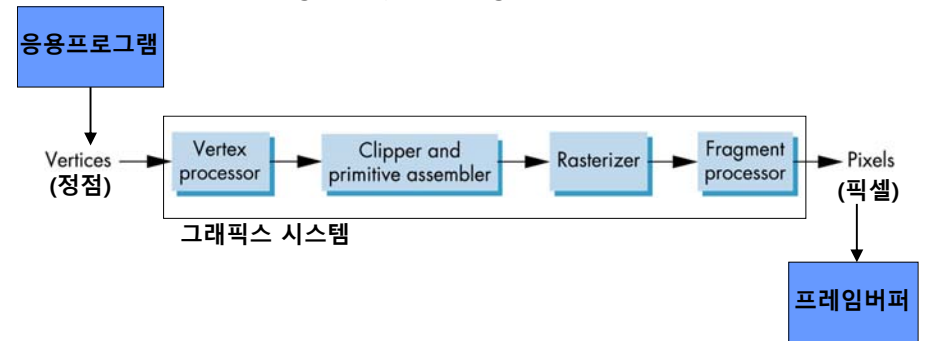 응용프로그램
Vertices
(정점)
Vertex
processor
Clipper and
primitive assembler
Rasterizer
Fragment
processor
Pixels
(픽셀)
그래픽스 시스템
프레임버퍼